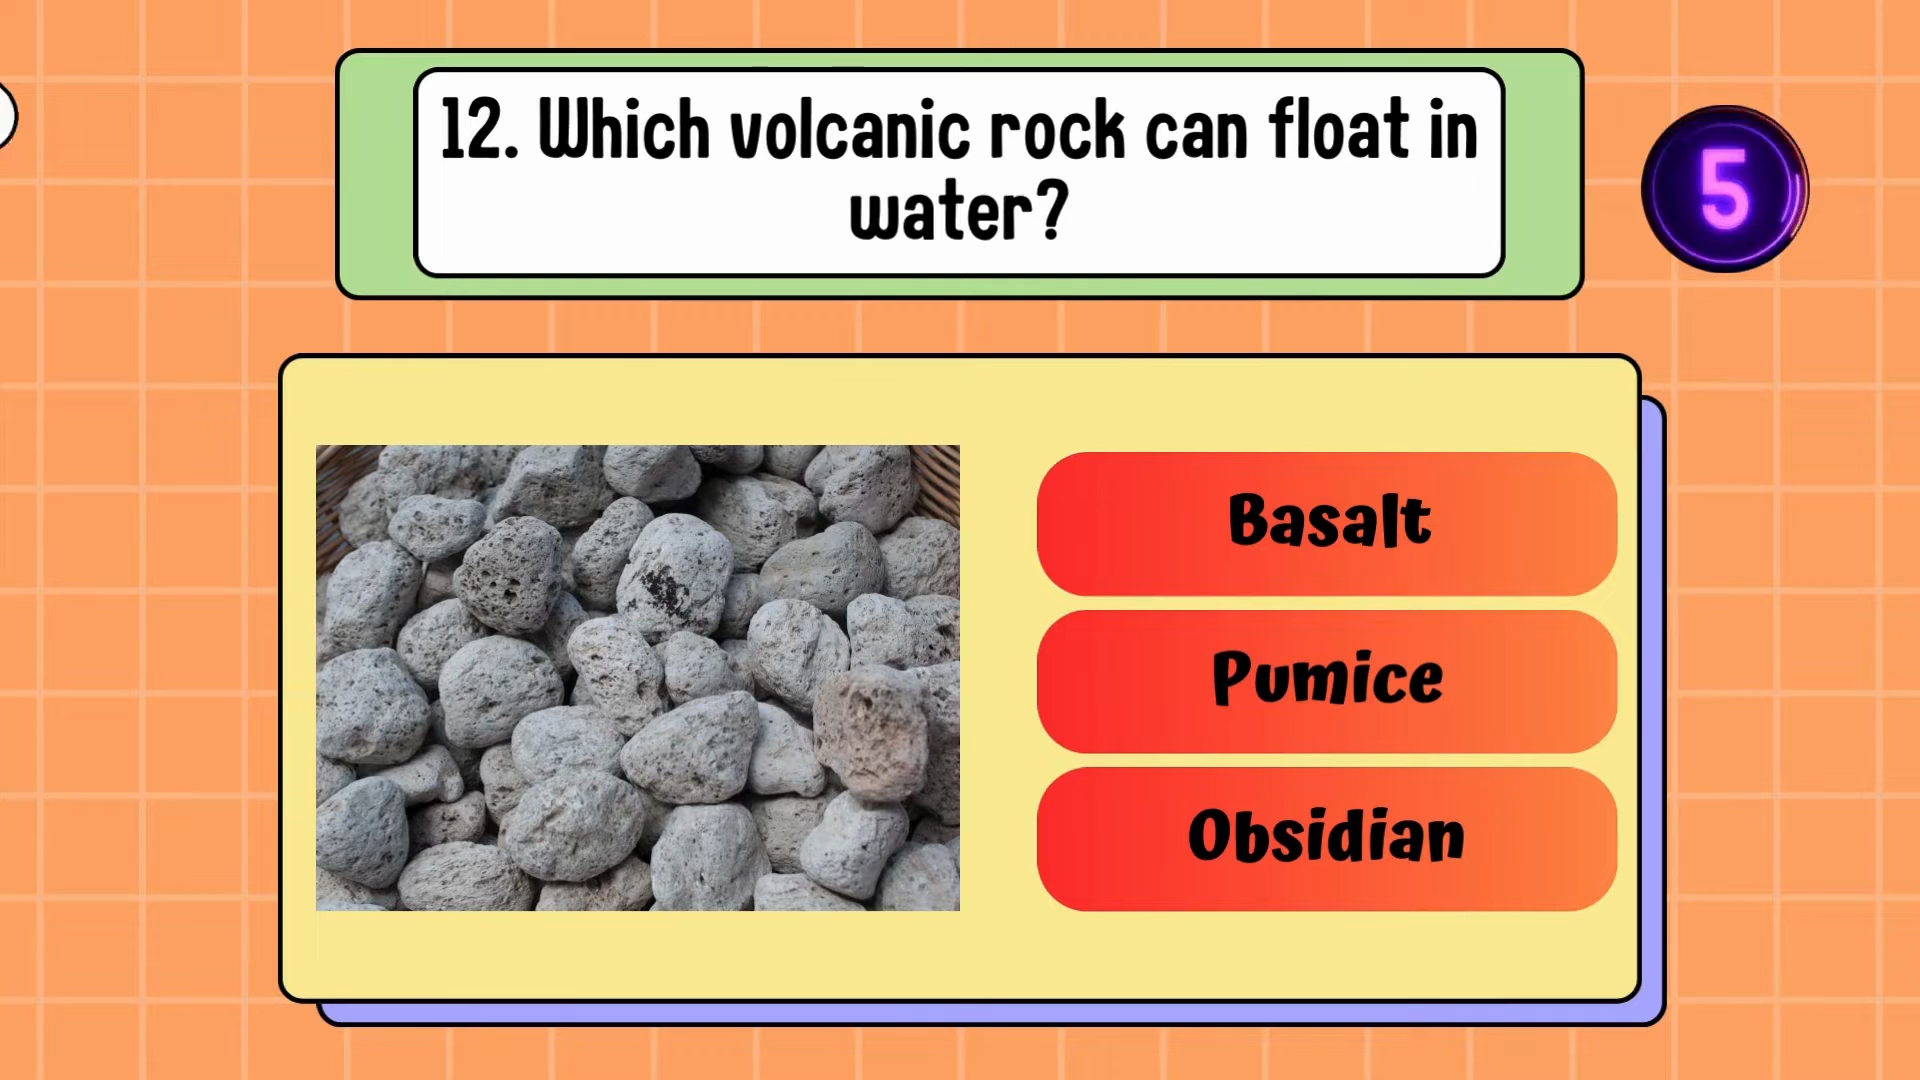 12. Which volcanic rock can float in
water?
5
Basalt
Pumice
Obsidian